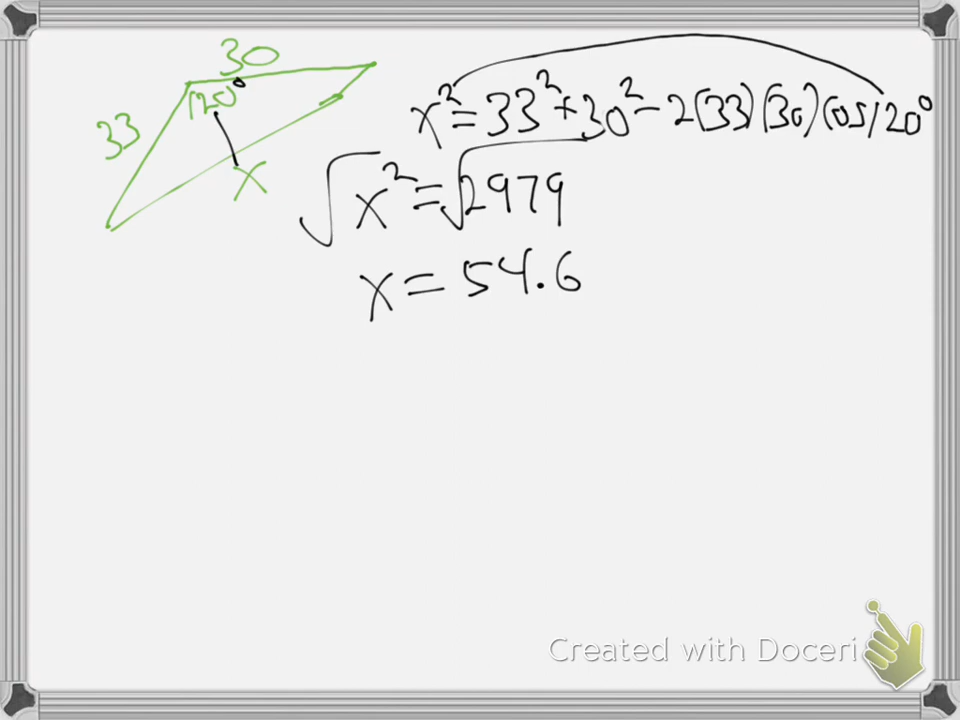 30
120°
33
x
x² = 33² + 30² - 2(33)(30)cos120°
√x² = √2979
x = 54.6
Created with Doceri